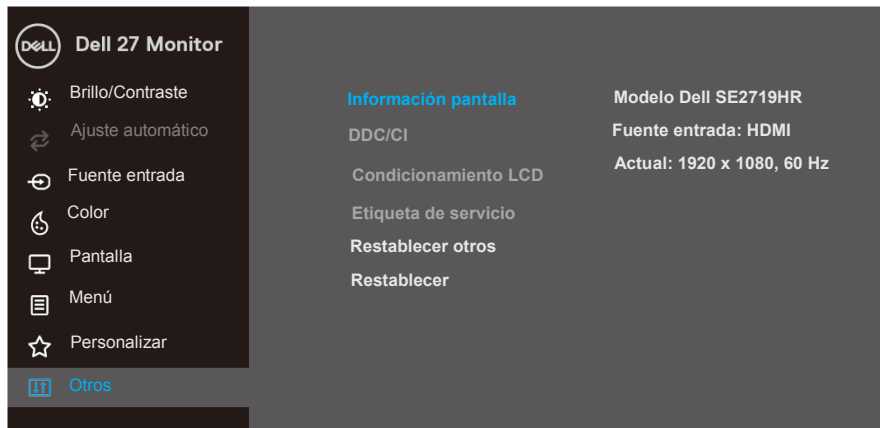 DELL Dell 27 Monitor
Brillo/Contraste
Ajuste automático
Fuente entrada
Color
Pantalla
Menú
Personalizar
Otros
Información pantalla
DDC/CI
Condicionamiento LCD
Etiqueta de servicio
Restablecer otros
Restablecer
Modelo Dell SE2719HR
Fuente entrada: HDMI
Actual: 1920 x 1080, 60 Hz